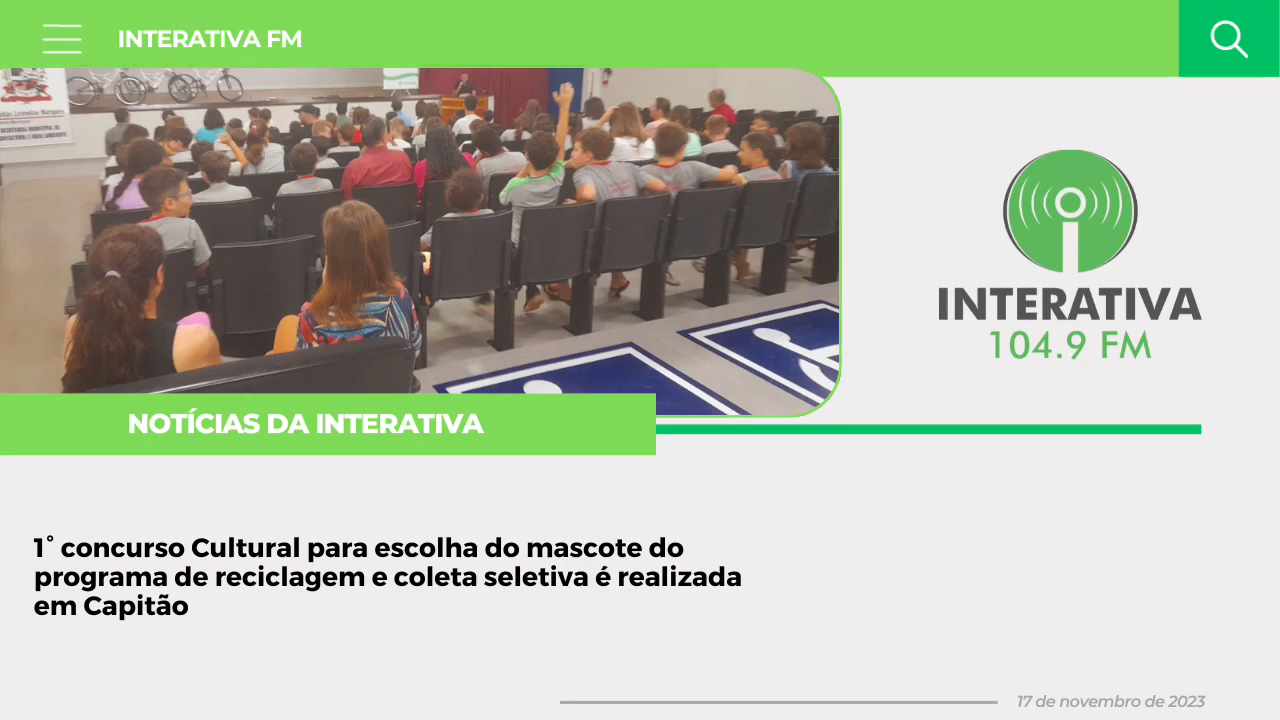 INTERATIVA FM
INTERATIVA
104.9 FM
NOTÍCIAS DA INTERATIVA
1° concurso Cultural para escolha do mascote do
programa de reciclagem e coleta seletiva é realizada
em Capitão
17 de novembro de 2023